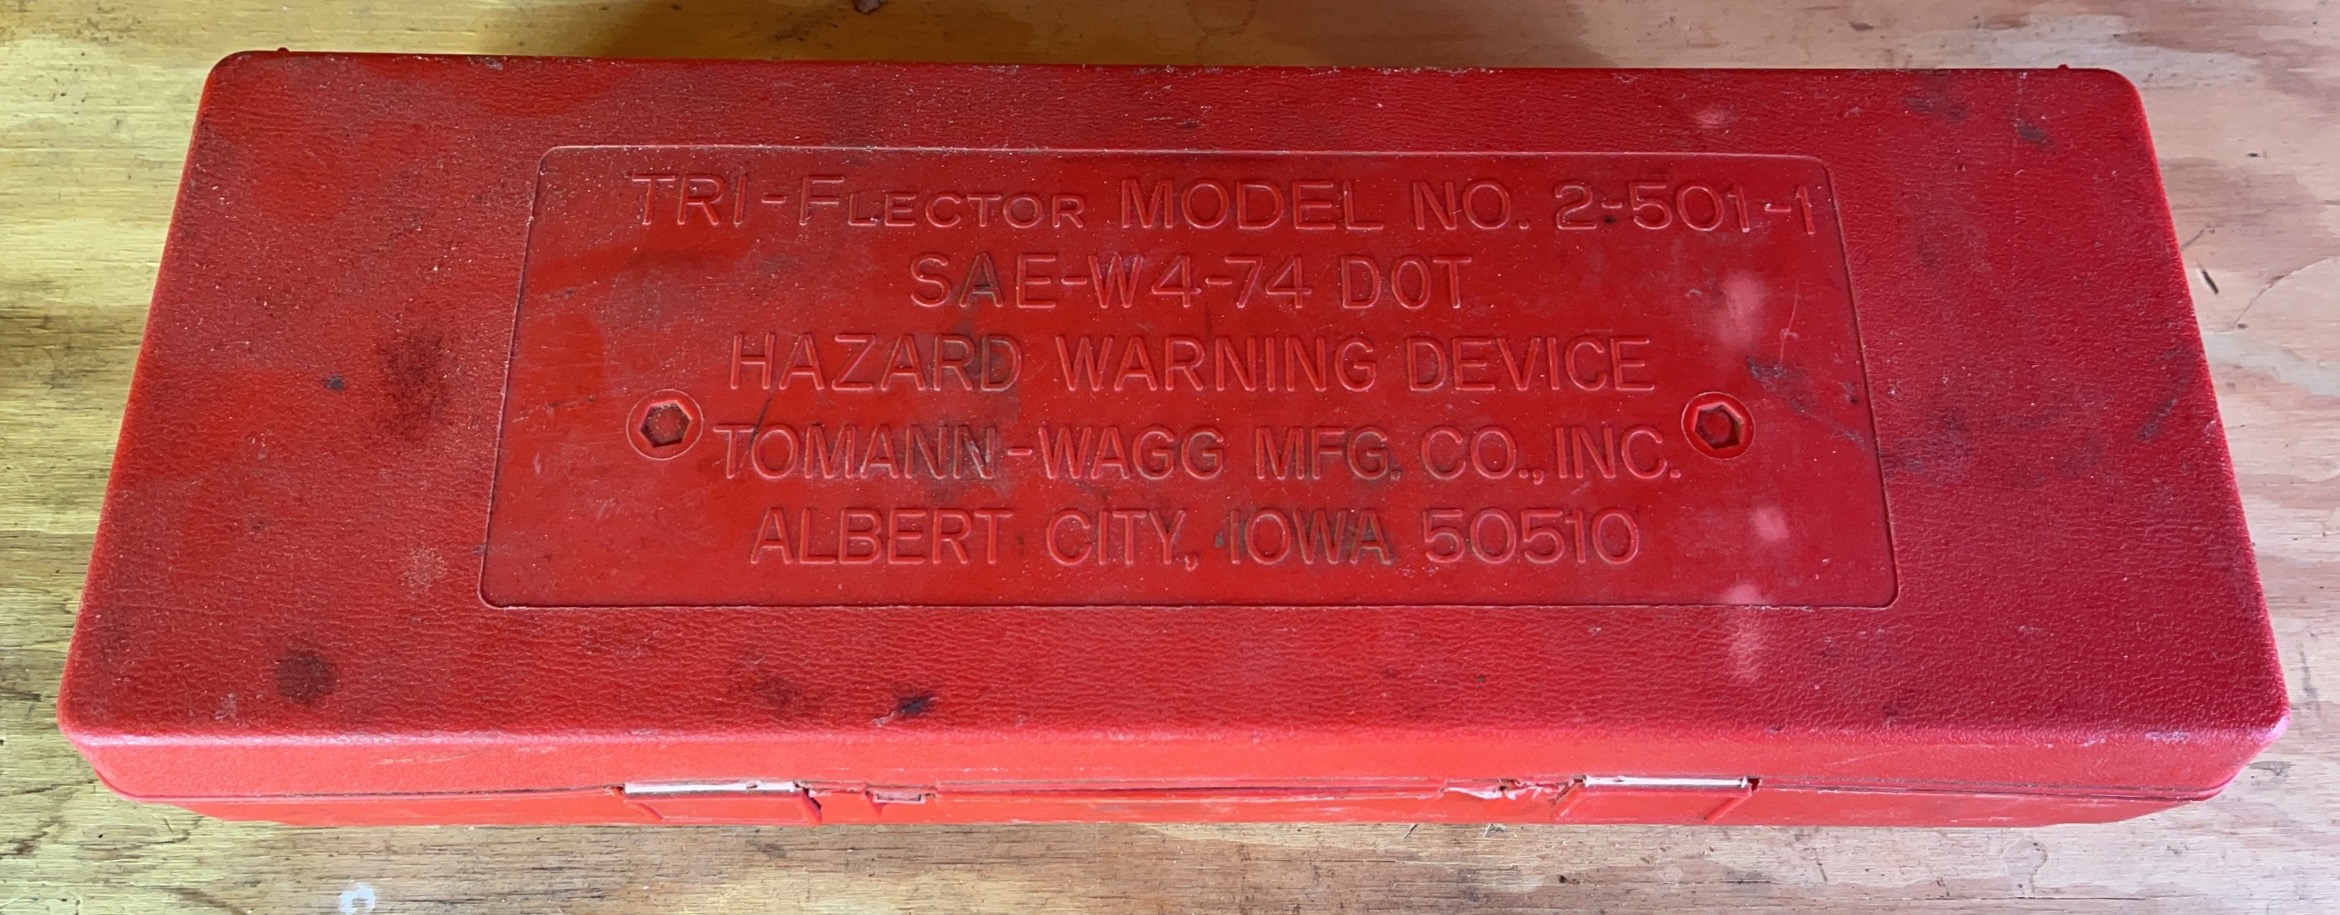 TRI-FLECTOR MODEL NO. 2-501-1
SAE-W4-74 DOT
HAZARD WARNING DEVICE
TOMANN-WAGG MFG. CO., INC.
ALBERT CITY, IOWA 50510